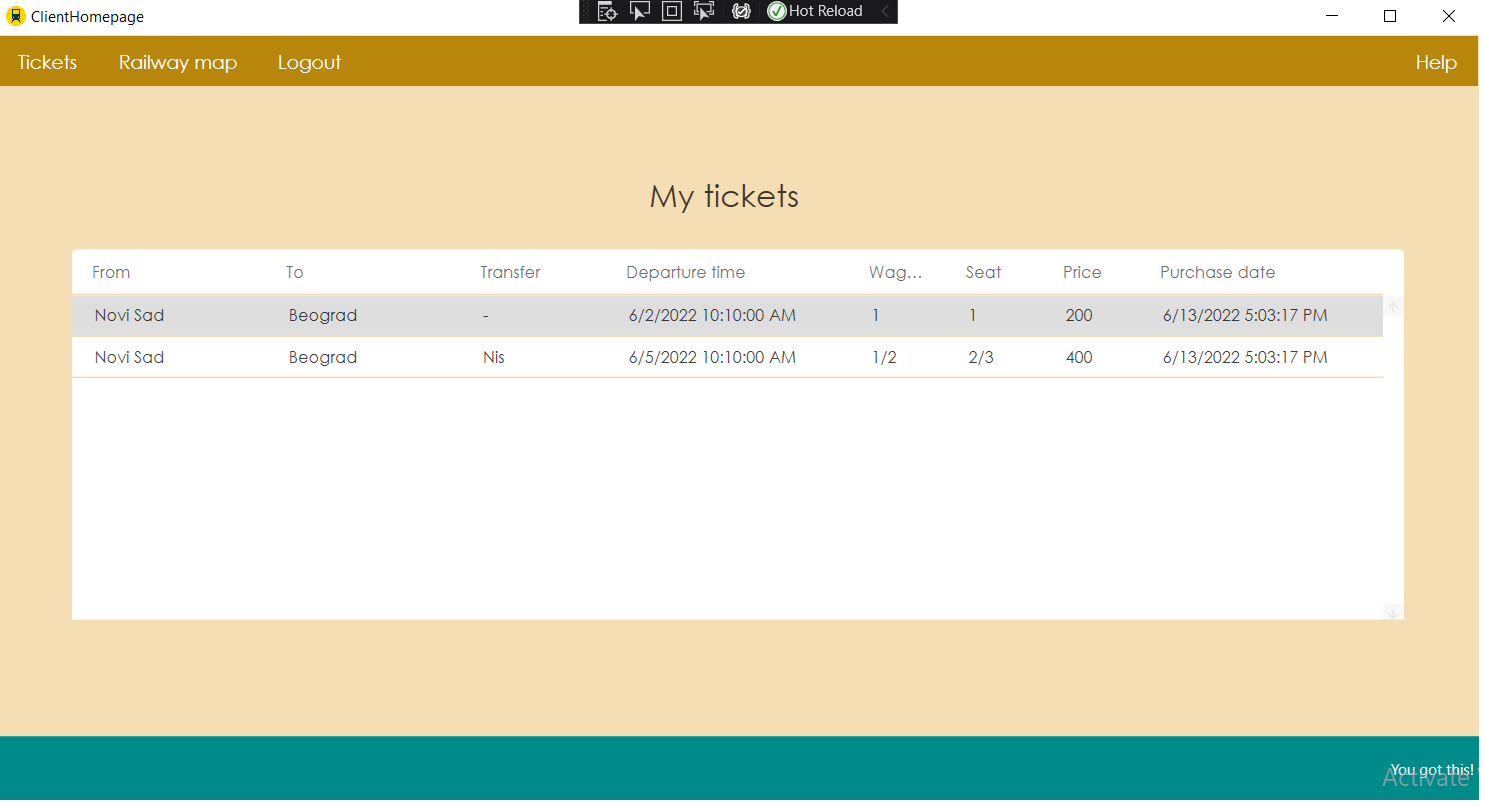 ClientHomepage
Hot Reload
Tickets Railway map Logout Help
My tickets
From To Transfer Departure time Wag... Seat Price Purchase date
Novi Sad Beograd - 6/2/2022 10:10:00 AM 1 1 200 6/13/2022 5:03:17 PM
Novi Sad Beograd Nis 6/5/2022 10:10:00 AM 1/2 2/3 400 6/13/2022 5:03:17 PM
You got this!
Activate